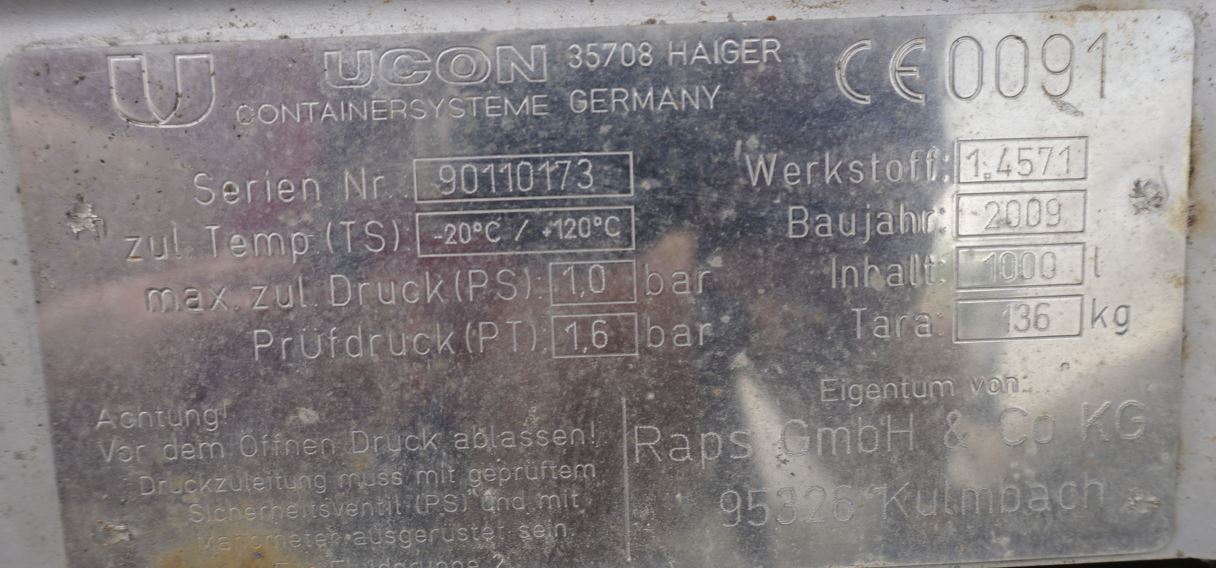 U UCON 35708 HAIGER CE 0091
CONTAINERSYSTEME GERMANY
Serien Nr.: 90110173
zul. Temp (TS) -20°C / +120°C
max. zul. Druck (PS): 1,0 bar
Prüfdruck (PT): 1,6 bar
Werkstoff: 1.4571
Baujahr: 2009
Inhalt: 1000 l
Tara: 136 kg
Achtung!
Vor dem Öffnen Druck ablassen!
Druckzuleitung muss mit geprüftem
Sicherheitsventil (PS) und mit
Manometer ausgerüstet sein.
Fluidgruppe 2
Eigentum von:
Raps GmbH & Co KG
95326 Kulmbach